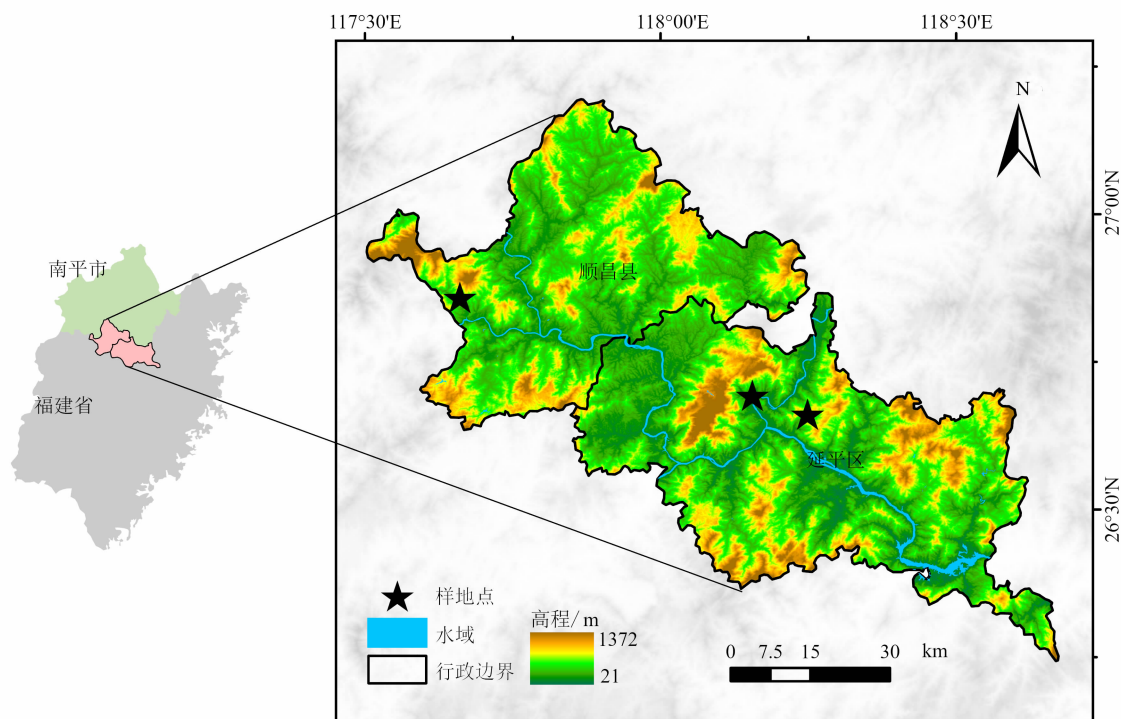 117°30'E
118°00'E
118°30'E
N
27°00'N
南平市
顺昌县
福建省
延平区
26°30'N
样地点
水域
行政边界
高程/ m
1372
21
0 7.5 15 30 km